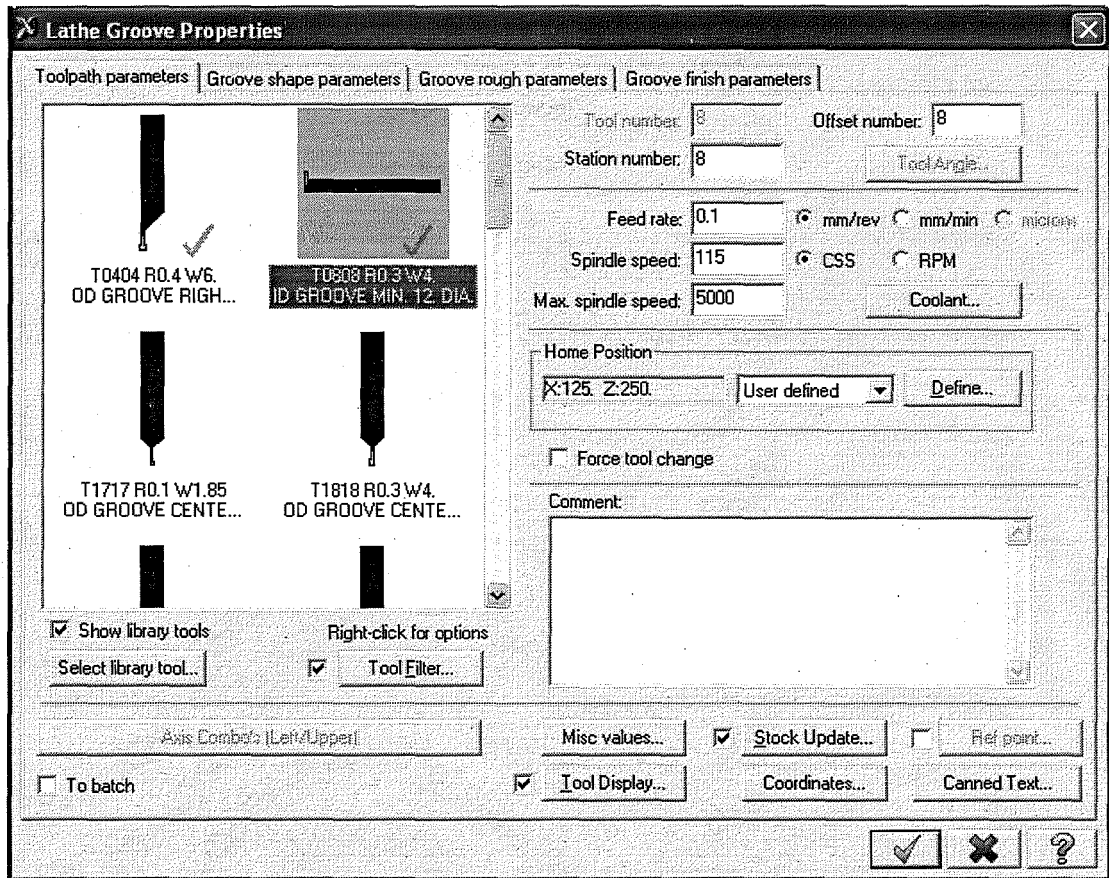 Lathe Groove Properties
Toolpath parameters Groove shape parameters Groove rough parameters Groove finish parameters
T0404 R0.4 W6.
OD GROOVE RIGH...
T0808 R0.3 W4.
ID GROOVE MIN. 12. DIA.
T1717 R0.1 W1.85
OD GROOVE CENTE...
T1818 R0.3 W4.
OD GROOVE CENTE...
Show library tools
Right-click for options
Select library tool...
Tool Filter...
Tool number: 8 Offset number: 8
Station number: 8 Tool Angle...
Feed rate: 0.1 mm/rev mm/min microns
Spindle speed: 115 CSS RPM
Max. spindle speed: 5000 Coolant...
Home Position
X:125. Z:250. User defined Define...
Force tool change
Comment:
Axis Combo's (Left/Upper) Misc values... Stock Update... Ref point...
To batch Tool Display... Coordinates... Canned Text...